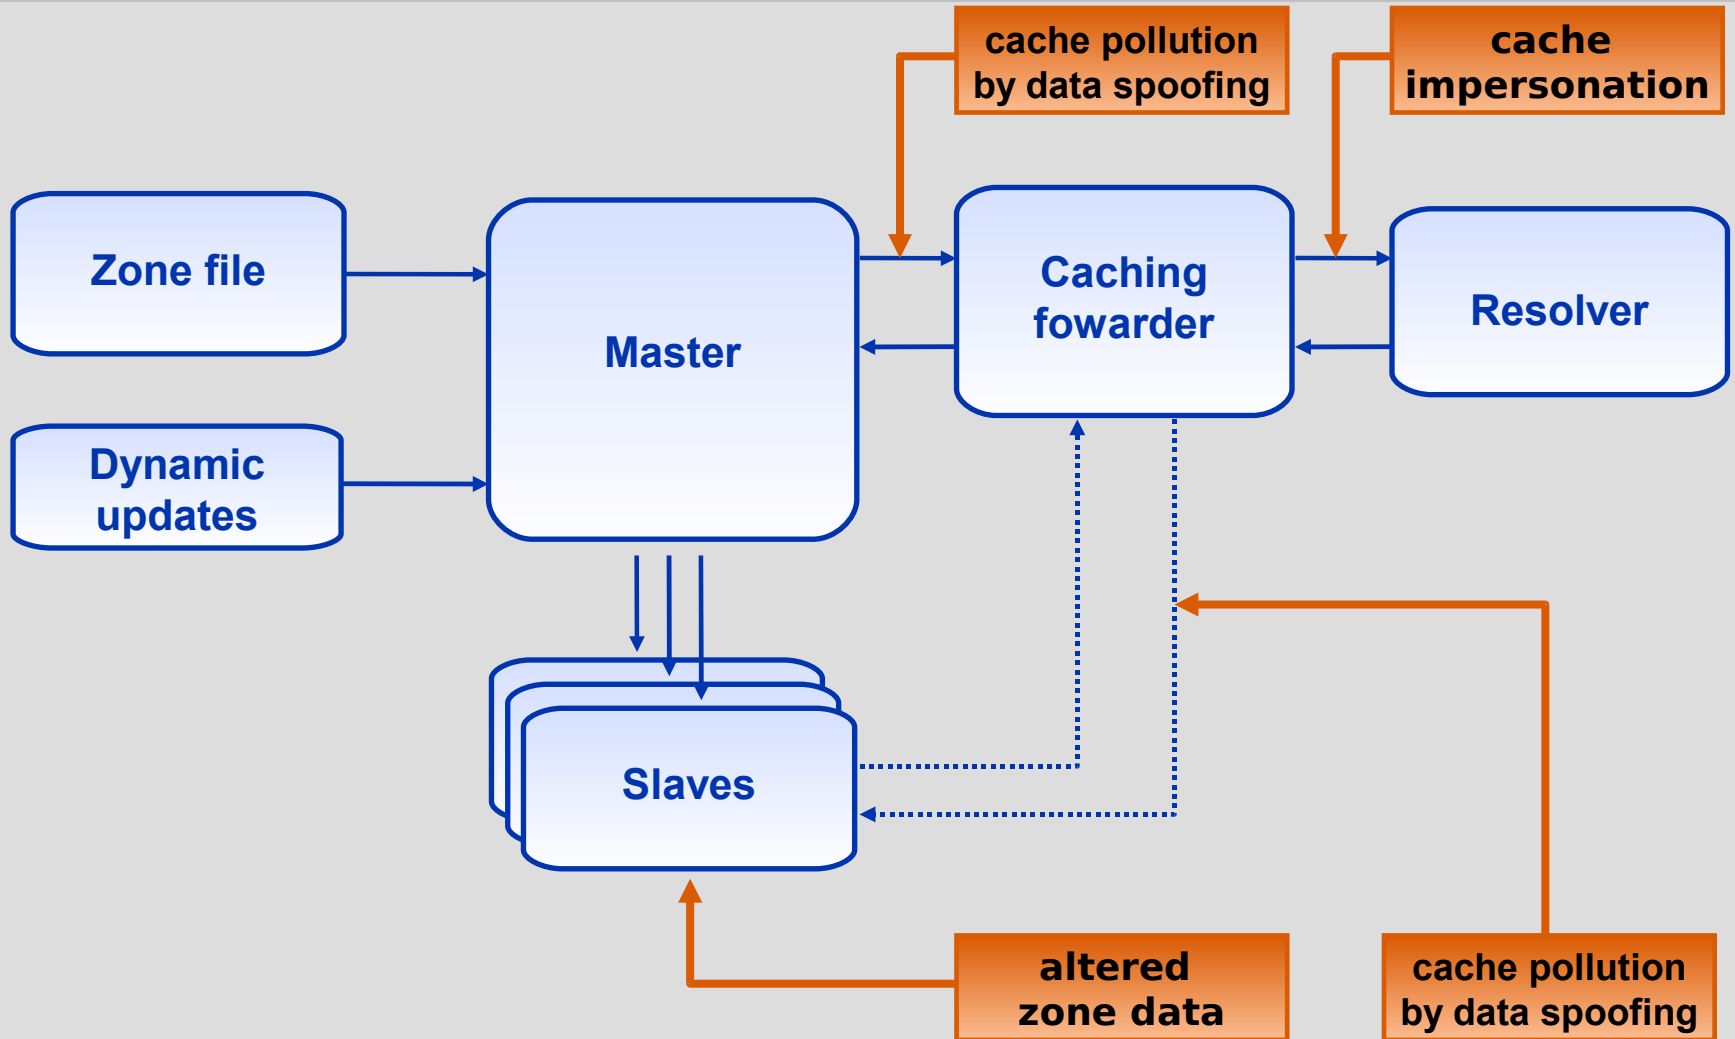 cache pollution
by data spoofing
cache
impersonation
Zone file
Master
Caching
fowarder
Resolver
Dynamic
updates
Slaves
altered
zone data
cache pollution
by data spoofing